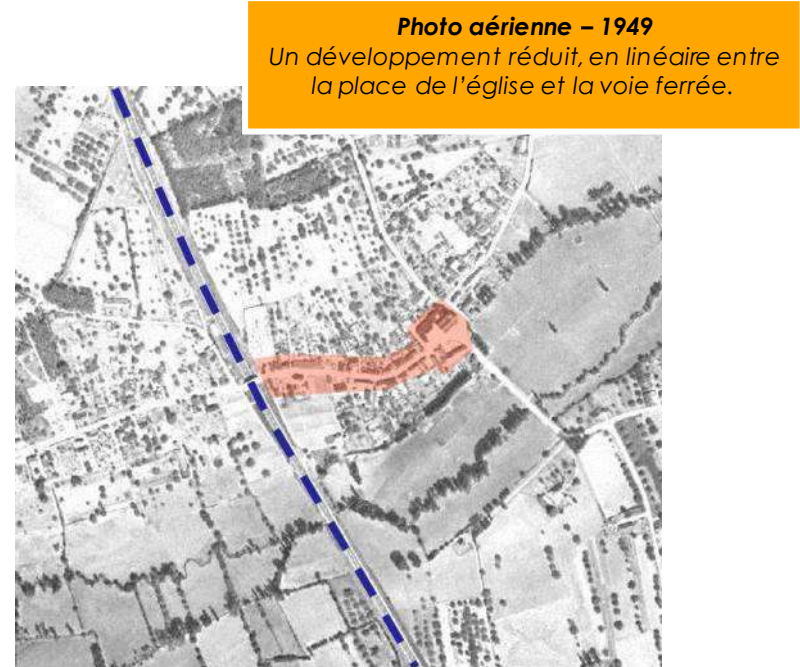 Photo aérienne – 1949
Un développement réduit, en linéaire entre
la place de l'église et la voie ferrée.